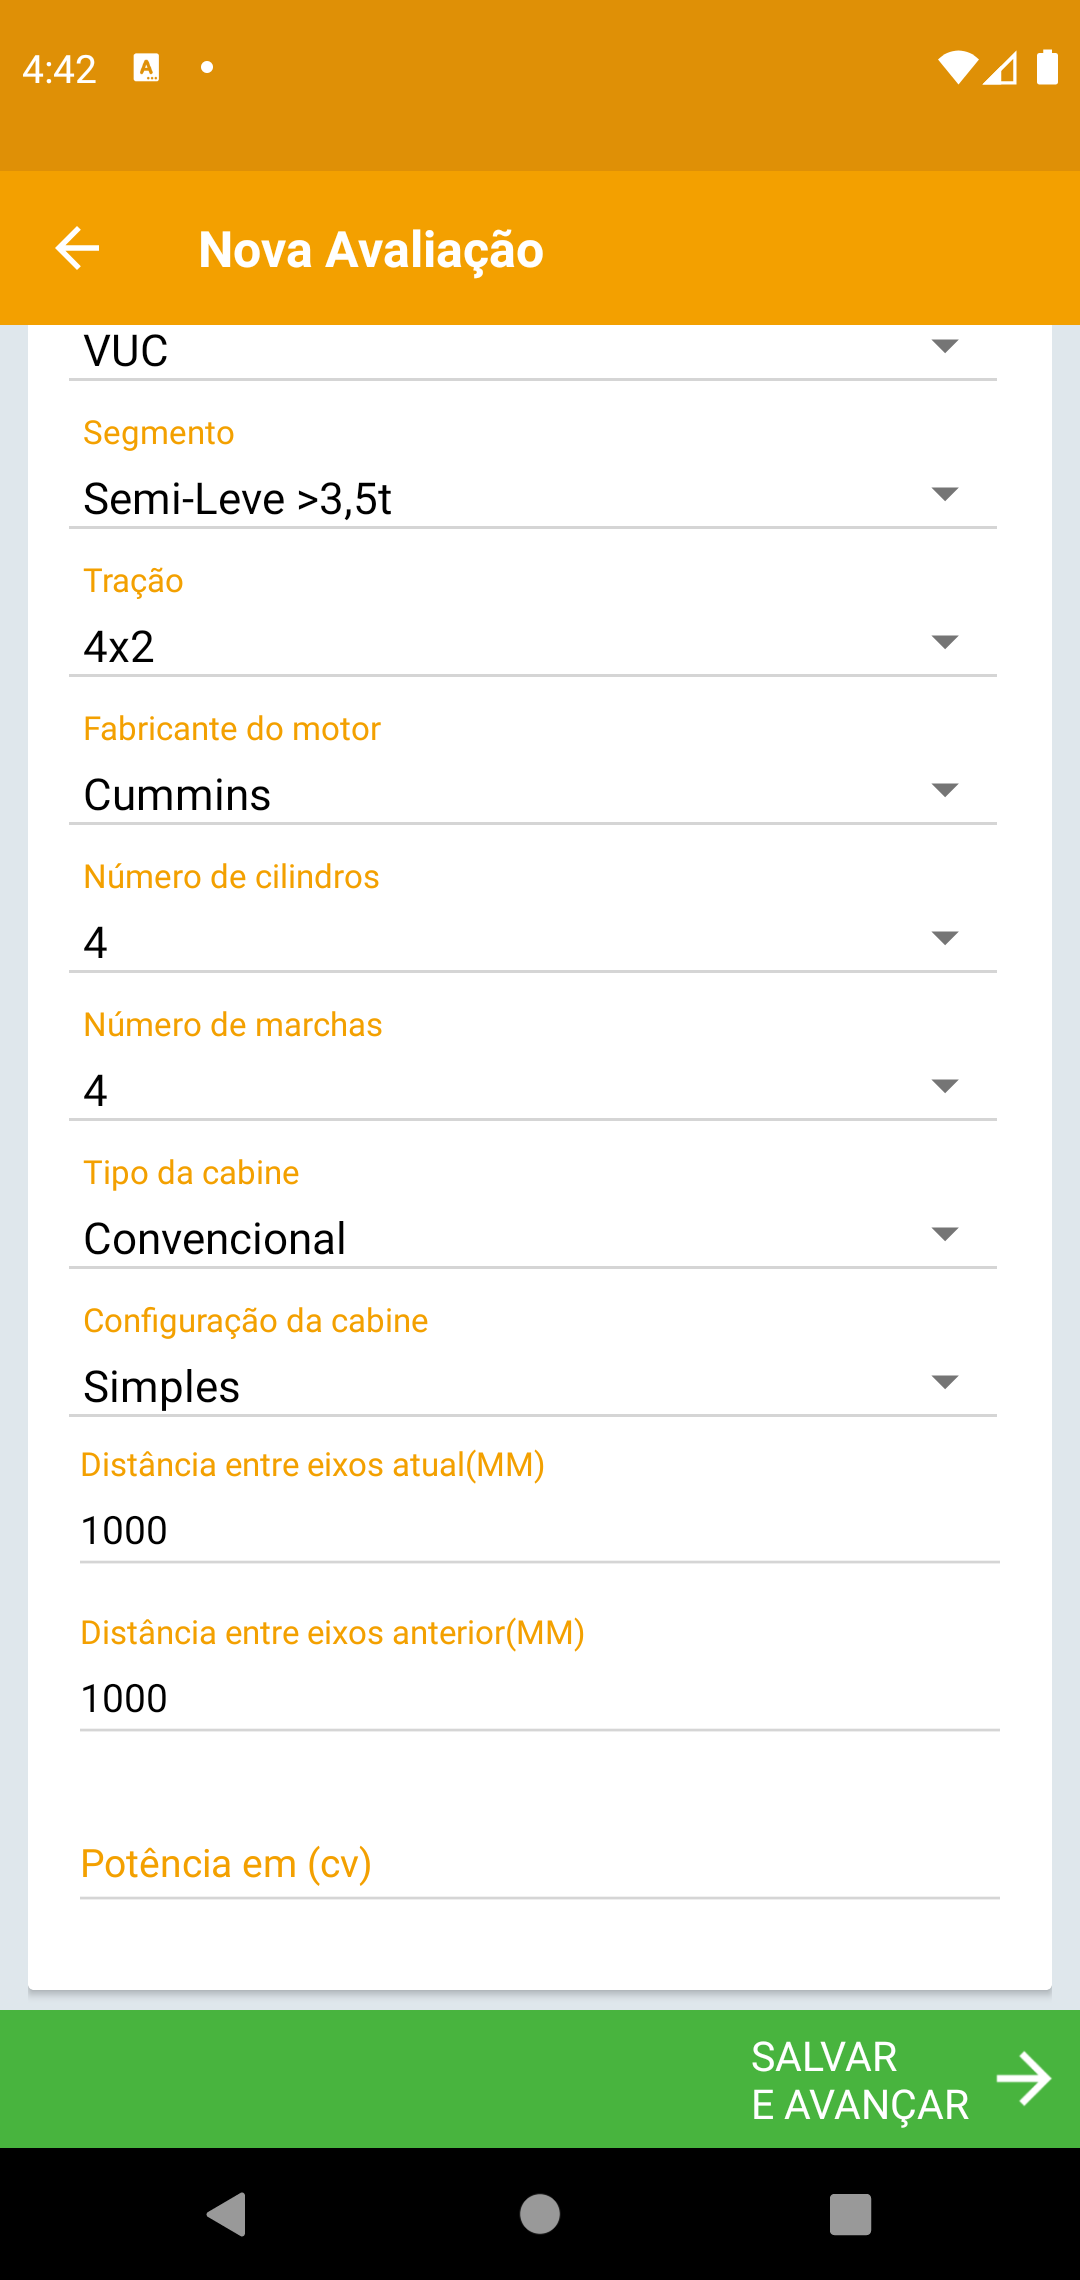 4:42
Nova Avaliação
VUC
Segmento
Semi-Leve >3,5t
Tração
4x2
Fabricante do motor
Cummins
Número de cilindros
4
Número de marchas
4
Tipo da cabine
Convencional
Configuração da cabine
Simples
Distância entre eixos atual(MM)
1000
Distância entre eixos anterior(MM)
1000
Potência em (cv)
SALVAR
E AVANÇAR